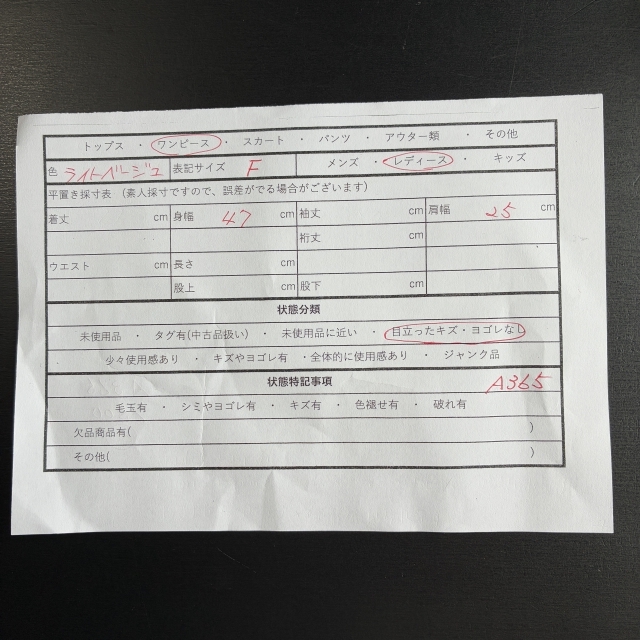 トップス ・ ワンピース ・ スカート ・ パンツ ・ アウター類 ・ その他
色 ライトベージュ 表記サイズ F メンズ ・ レディース ・ キッズ
平置き採寸表 (素人採寸ですので、誤差がでる場合がございます)
着丈 cm 身幅 47 cm 袖丈 cm 肩幅 25 cm
裄丈 cm
ウエスト cm 長さ cm
股上 cm 股下 cm
状態分類
未使用品 ・ タグ有(中古品扱い) ・ 未使用品に近い ・ 目立ったキズ・ヨゴレなし
少々使用感あり ・ キズやヨゴレ有 ・全体的に使用感あり ・ ジャンク品
状態特記事項 A365
毛玉有 ・ シミやヨゴレ有 ・ キズ有 ・ 色褪せ有 ・ 破れ有
欠品商品有( )
その他( )